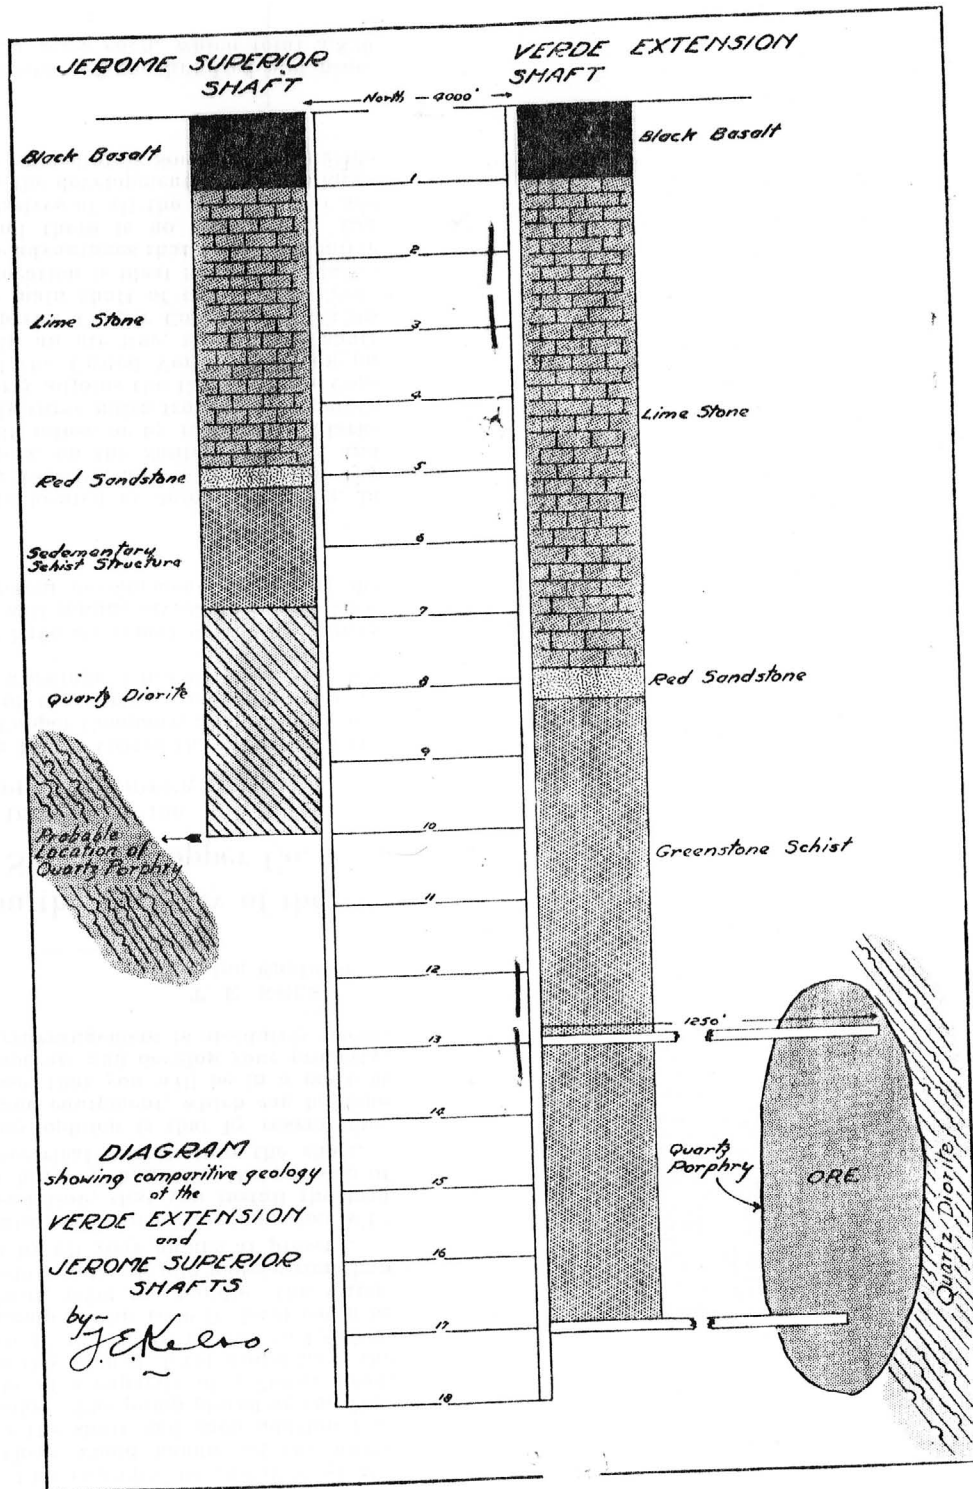 JEROME SUPERIOR
SHAFT
VERDE EXTENSION
SHAFT
North - 4000'
Black Basalt
Black Basalt
1
2
3
4
5
6
7
8
9
10
11
12
13
14
15
16
17
18
Lime Stone
Red Sandstone
Sedementary
Schist Structure
Quartz Diorite
Probable
Location of
Quartz Porphry
Lime Stone
Red Sandstone
Greenstone Schist
1250'
Quartz
Porphry
ORE
Quartz Diorite
DIAGRAM
showing comparitive geology
of the
VERDE EXTENSION
and
JEROME SUPERIOR
SHAFTS
by-
J.E. Kelso.